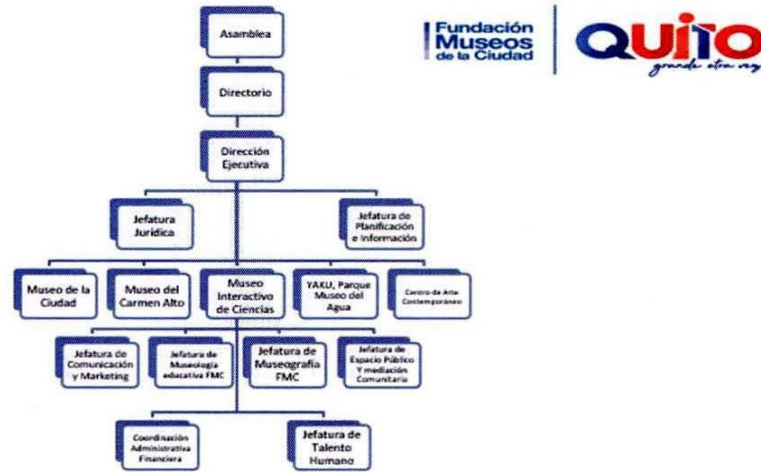 Fundación
Museos
de la Ciudad
QUITO
grande otra vez
Asamblea
Directorio
Dirección
Ejecutiva
Jefatura
Jurídica
Jefatura de
Planificación
e Información
Museo de la
Ciudad
Museo del
Carmen Alto
Museo
Interactivo
de Ciencias
YAKU, Parque
Museo del
Agua
Centro de Arte
Contemporáneo
Jefatura de
Comunicación
y Marketing
Jefatura de
Museología
educativa FMC
Jefatura de
Museografía
FMC
Jefatura de
Espacio Público
Y mediación
Comunitaria
Coordinación
Administrativa
Financiera
Jefatura de
Talento
Humano